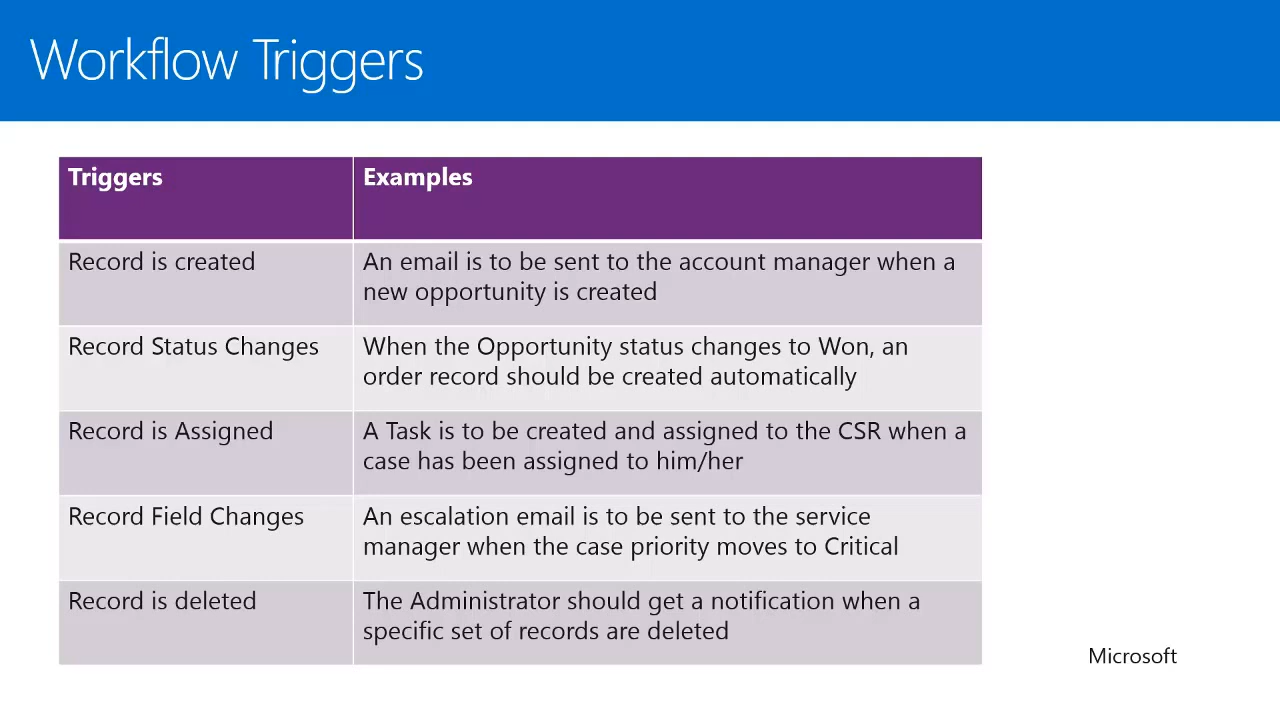 Workflow Triggers
Triggers
Examples
Record is created
An email is to be sent to the account manager when a
new opportunity is created
Record Status Changes
When the Opportunity status changes to Won, an
order record should be created automatically
Record is Assigned
A Task is to be created and assigned to the CSR when a
case has been assigned to him/her
Record Field Changes
An escalation email is to be sent to the service
manager when the case priority moves to Critical
Record is deleted
The Administrator should get a notification when a
specific set of records are deleted
Microsoft